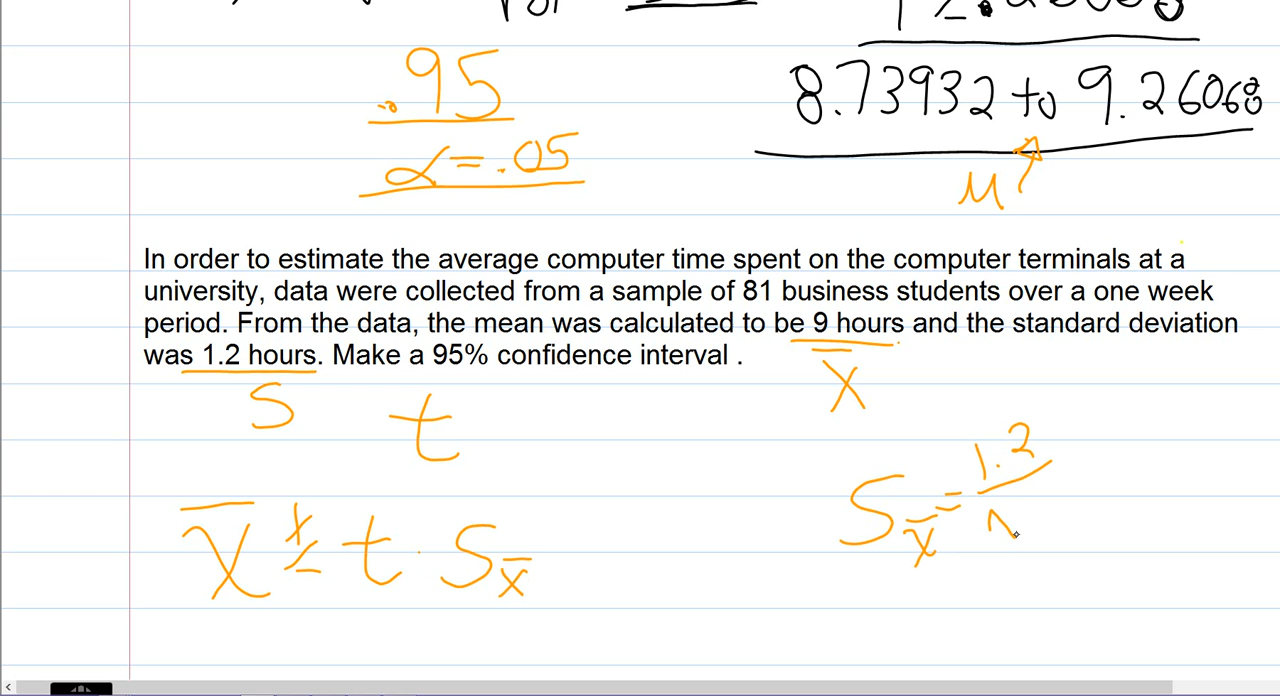 .95
8.73932 to 9.26068
α = .05
μ
In order to estimate the average computer time spent on the computer terminals at a
university, data were collected from a sample of 81 business students over a one week
period. From the data, the mean was calculated to be 9 hours and the standard deviation
was 1.2 hours. Make a 95% confidence interval .
S t x̄
x̄ ± t · Sx̄
Sx̄ = 1.2